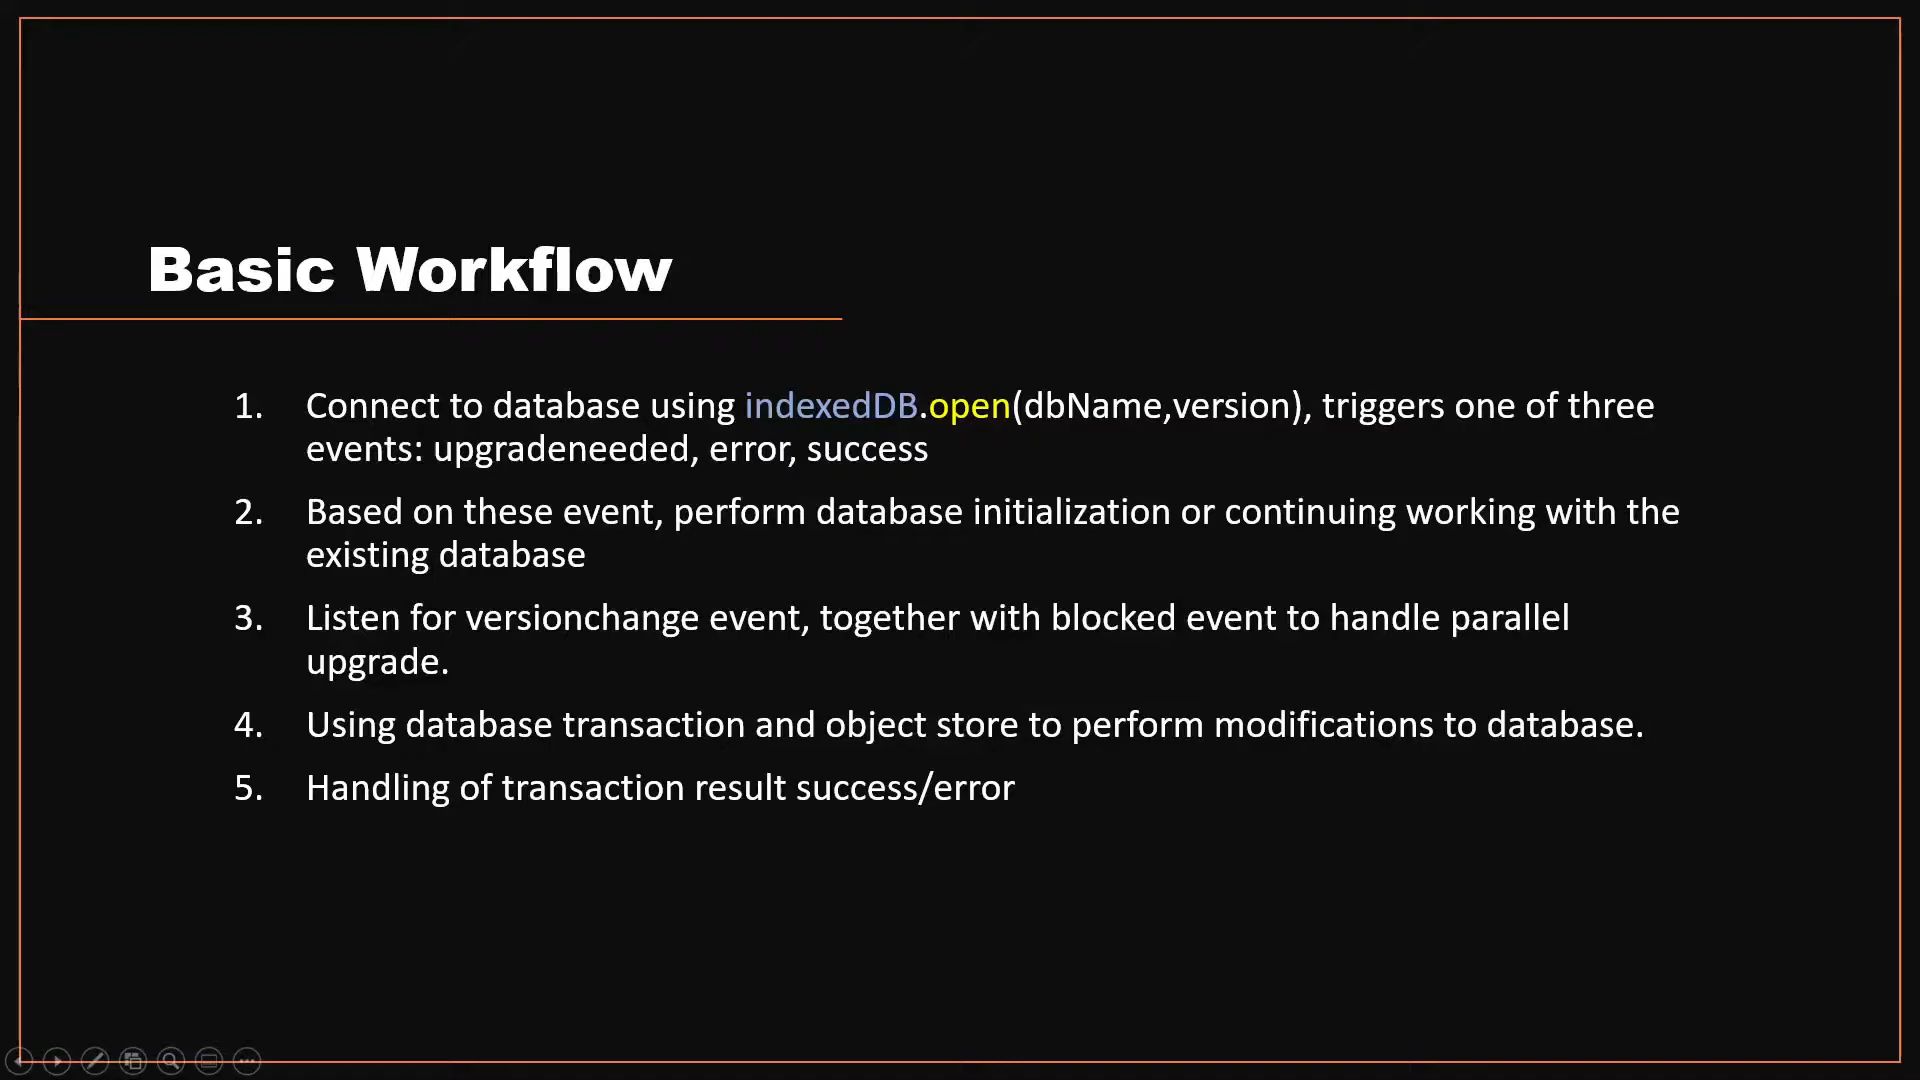 Basic Workflow
1. Connect to database using indexedDB.open(dbName,version), triggers one of three
events: upgradeneeded, error, success
2. Based on these event, perform database initialization or continuing working with the
existing database
3. Listen for versionchange event, together with blocked event to handle parallel
upgrade.
4. Using database transaction and object store to perform modifications to database.
5. Handling of transaction result success/error